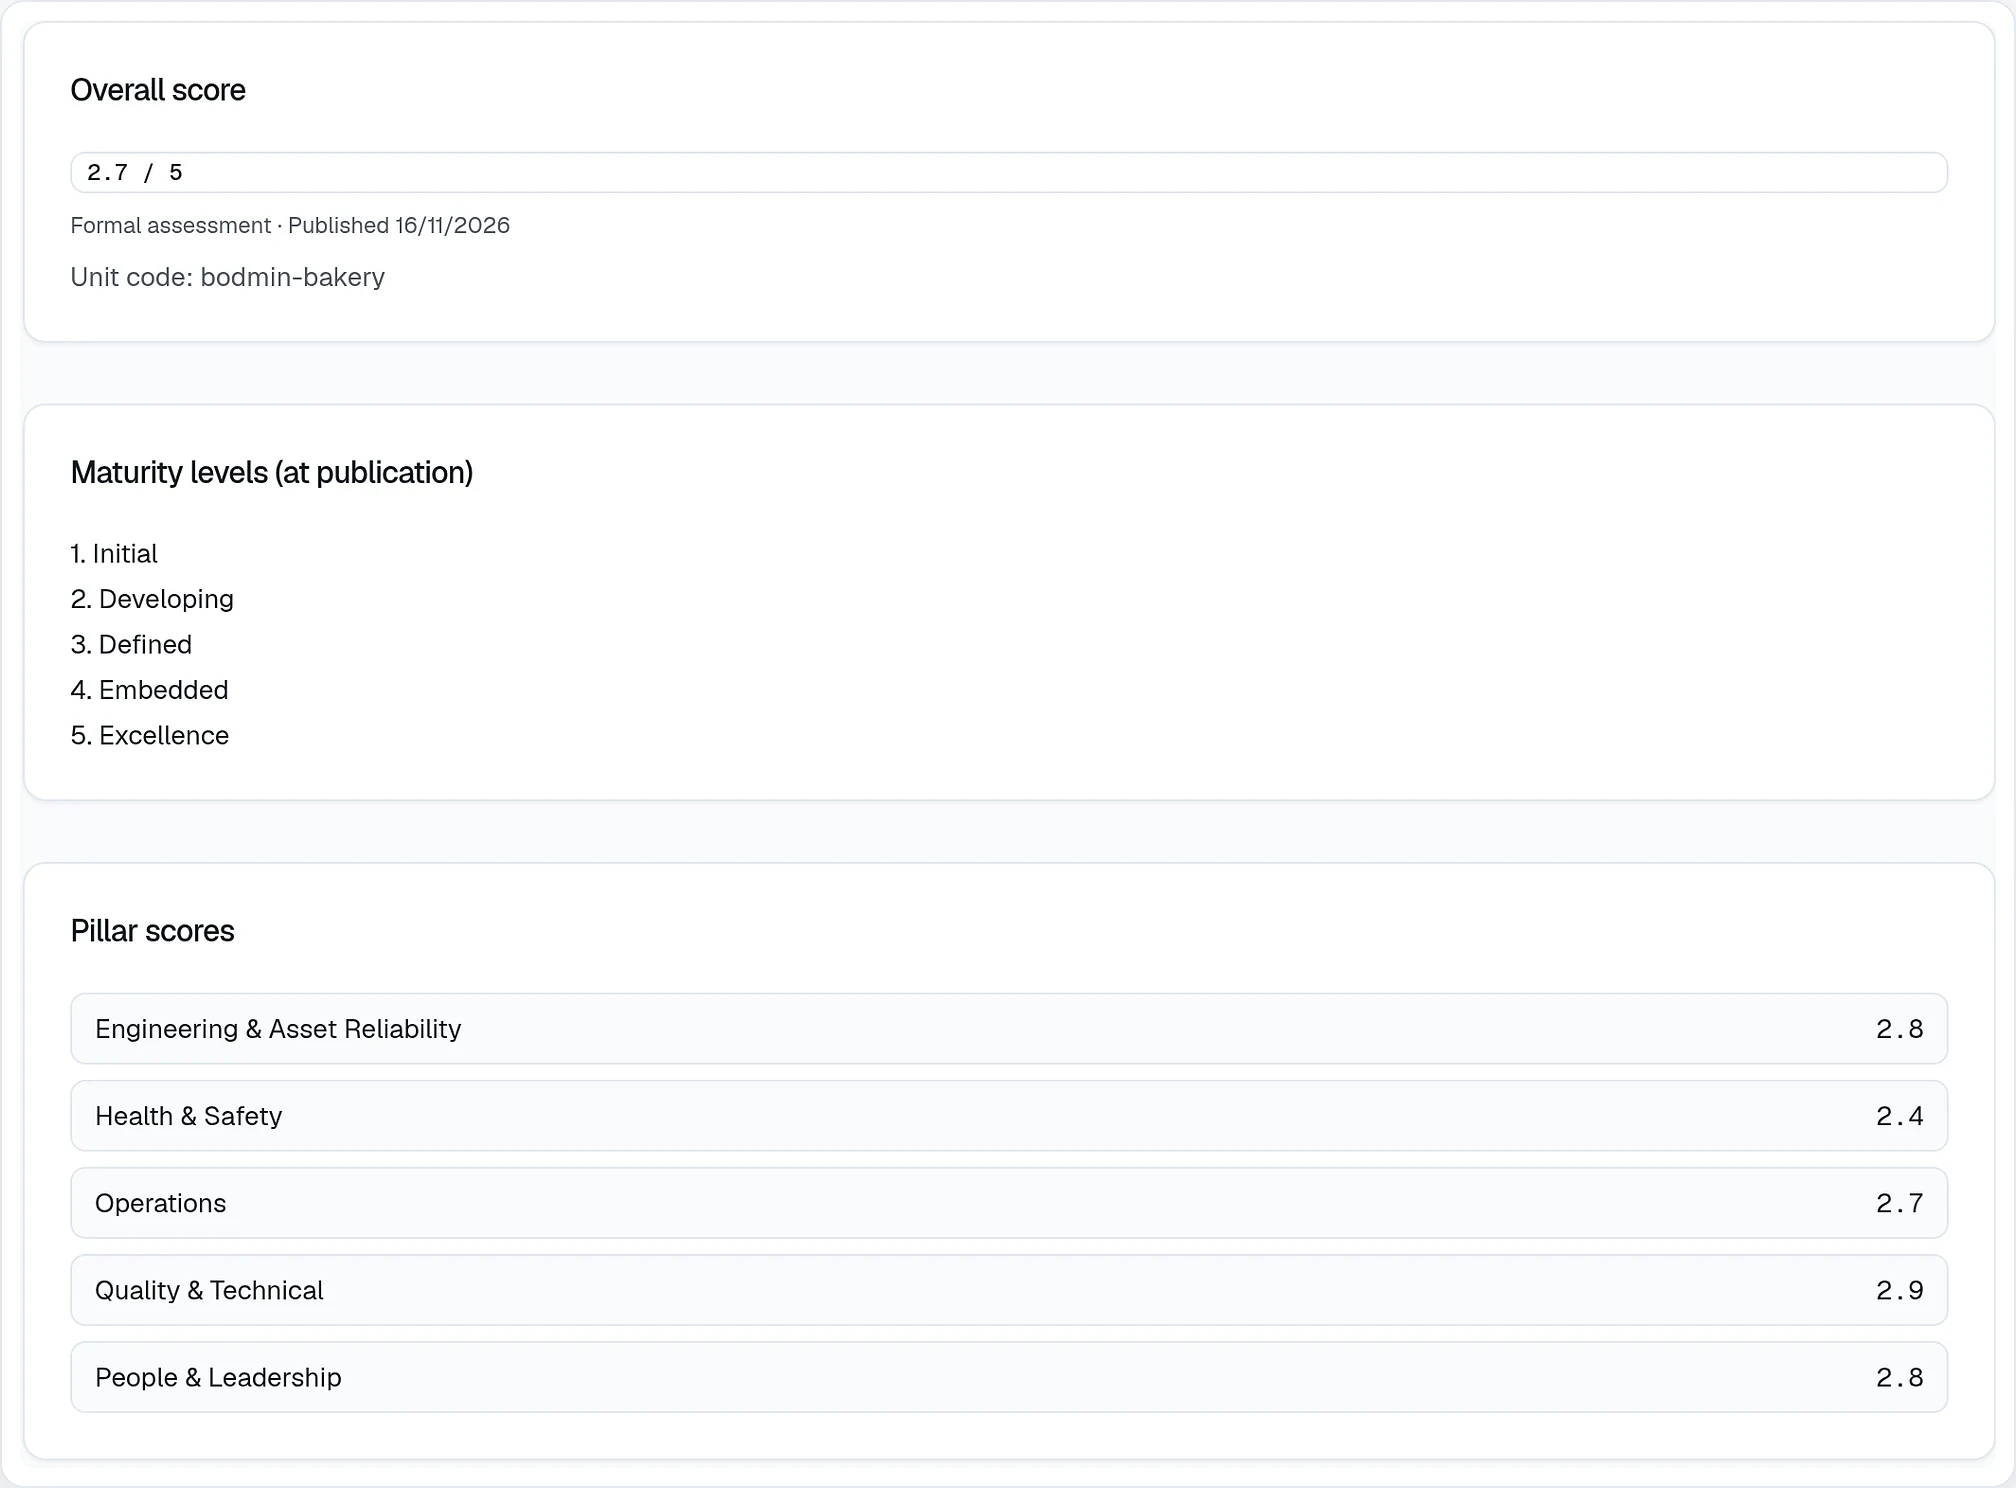 Overall score
2.7 / 5
Formal assessment · Published 16/11/2026
Unit code: bodmin-bakery
Maturity levels (at publication)
1. Initial
2. Developing
3. Defined
4. Embedded
5. Excellence
Pillar scores
Engineering & Asset Reliability 2.8
Health & Safety 2.4
Operations 2.7
Quality & Technical 2.9
People & Leadership 2.8